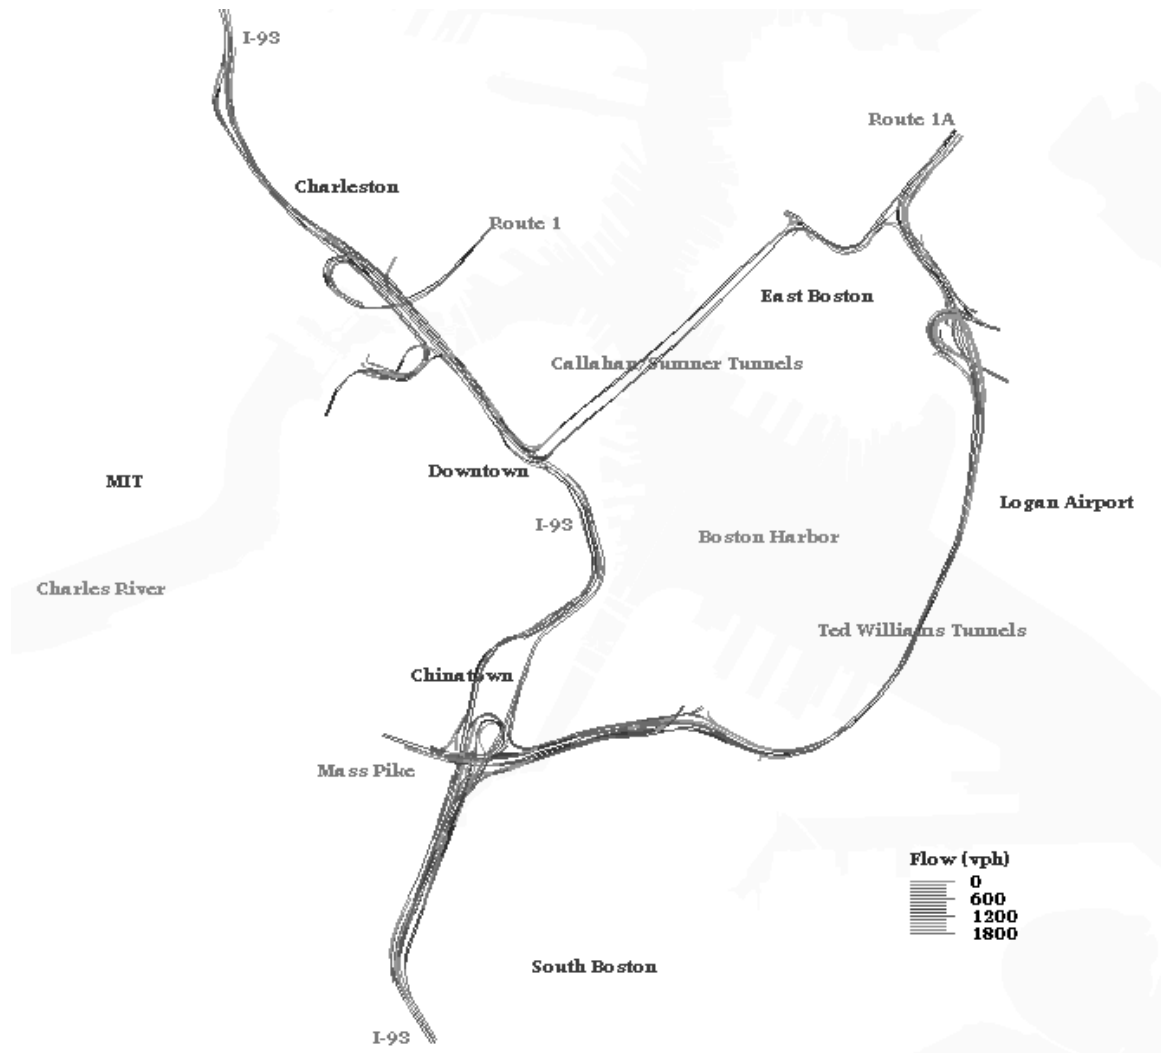 I-93
Route 1A
Charleston
Route 1
East Boston
Callahan/Sumner Tunnels
Downtown
MIT
Logan Airport
I-93
Boston Harbor
Charles River
Ted Williams Tunnels
Chinatown
Mass Pike
Flow (vph)
0
600
1200
1800
South Boston
I-93